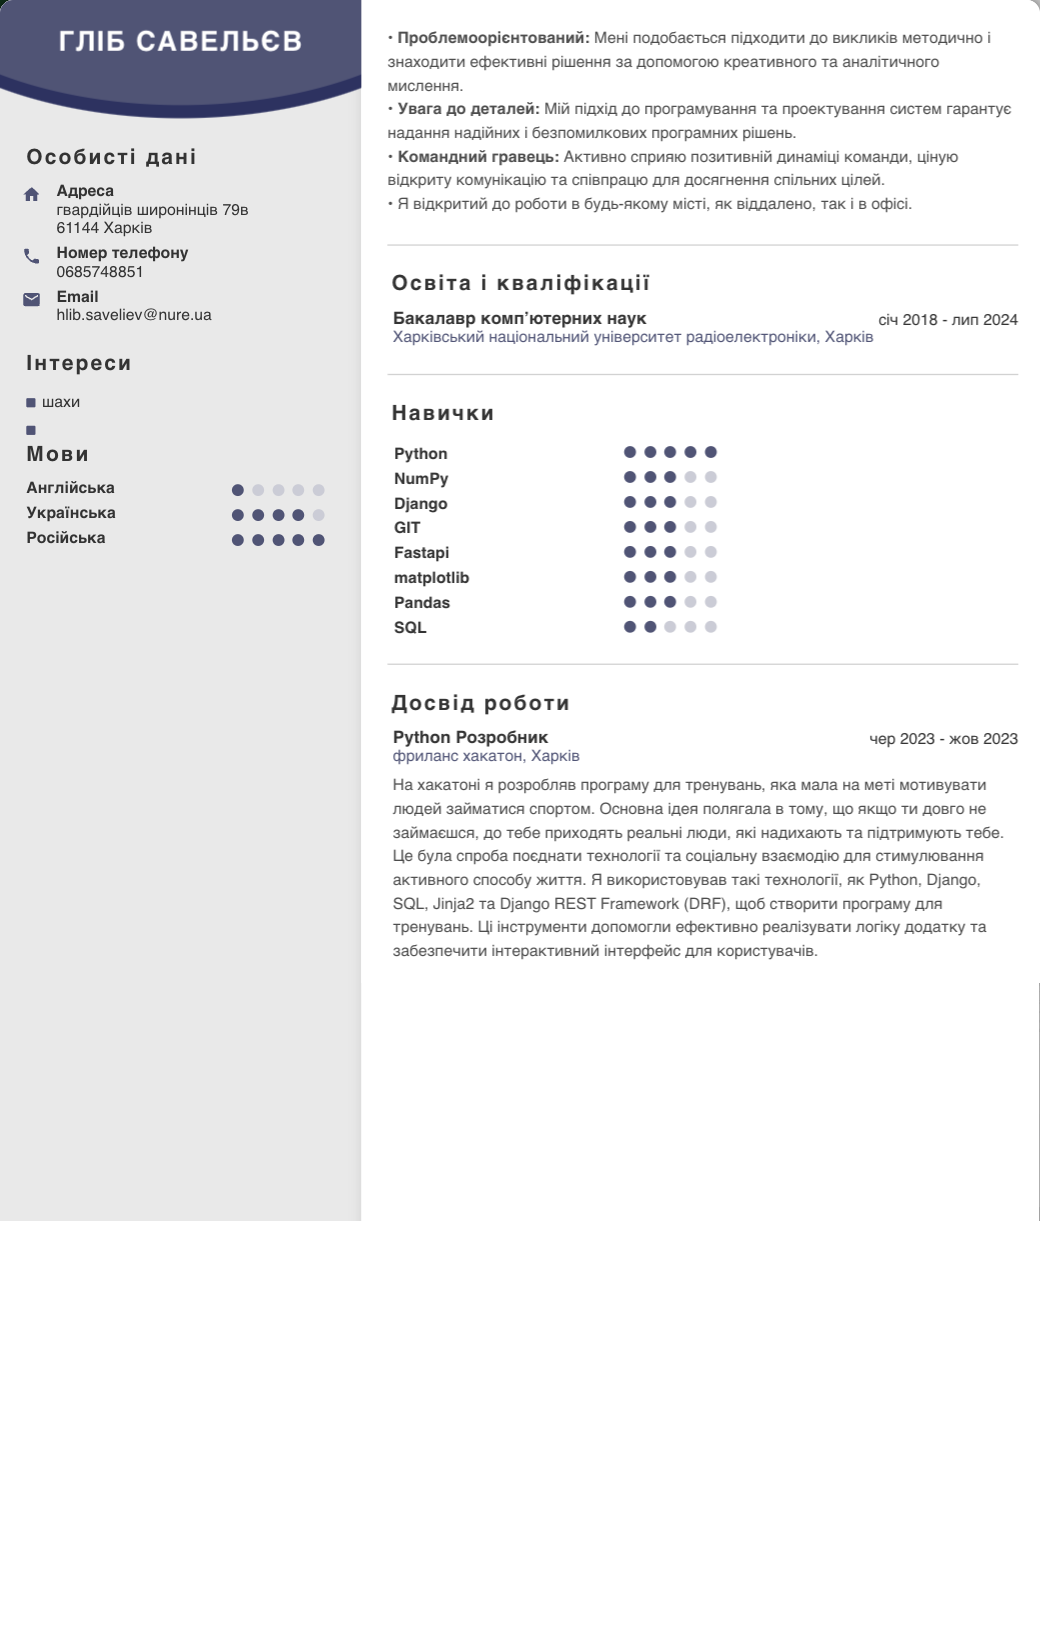 ГЛІБ САВЕЛЬЄВ
Особисті дані
Адреса
гвардійців широнінців 79в
61144 Харків
Номер телефону
0685748851
Email
hlib.saveliev@nure.ua
Інтереси
шахи
Мови
Англійська
Українська
Російська
• Проблемоорієнтований: Мені подобається підходити до викликів методично і
знаходити ефективні рішення за допомогою креативного та аналітичного
мислення.
• Увага до деталей: Мій підхід до програмування та проектування систем гарантує
надання надійних і безпомилкових програмних рішень.
• Командний гравець: Активно сприяю позитивній динаміці команди, ціную
відкриту комунікацію та співпрацю для досягнення спільних цілей.
• Я відкритий до роботи в будь-якому місті, як віддалено, так і в офісі.
Освіта і кваліфікації
Бакалавр комп’ютерних наук січ 2018 - лип 2024
Харківський національний університет радіоелектроніки, Харків
Навички
Python
NumPy
Django
GIT
Fastapi
matplotlib
Pandas
SQL
Досвід роботи
Python Розробник чер 2023 - жов 2023
фриланс хакатон, Харків
На хакатоні я розробляв програму для тренувань, яка мала на меті мотивувати
людей займатися спортом. Основна ідея полягала в тому, що якщо ти довго не
займаєшся, до тебе приходять реальні люди, які надихають та підтримують тебе.
Це була спроба поєднати технології та соціальну взаємодію для стимулювання
активного способу життя. Я використовував такі технології, як Python, Django,
SQL, Jinja2 та Django REST Framework (DRF), щоб створити програму для
тренувань. Ці інструменти допомогли ефективно реалізувати логіку додатку та
забезпечити інтерактивний інтерфейс для користувачів.